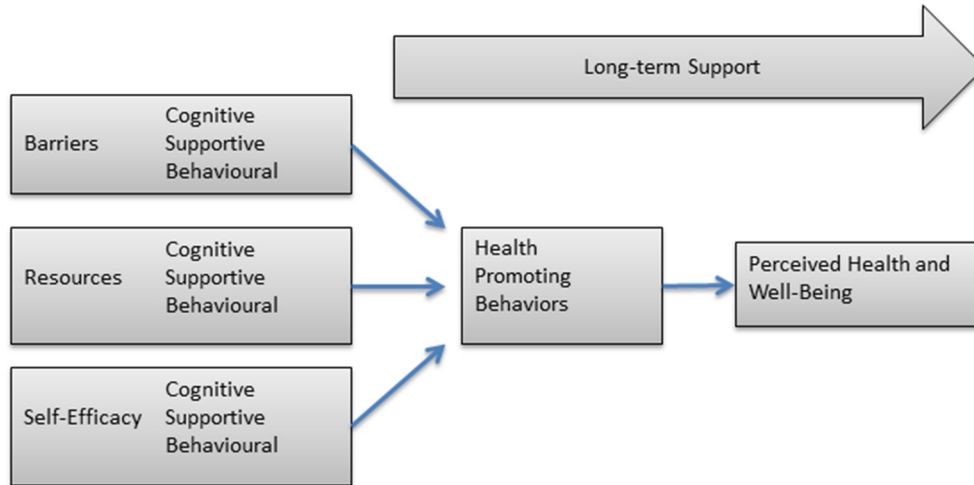 Long-term Support
Barriers
Cognitive
Supportive
Behavioural
Resources
Cognitive
Supportive
Behavioural
Self-Efficacy
Cognitive
Supportive
Behavioural
Health
Promoting
Behaviors
Perceived Health and
Well-Being